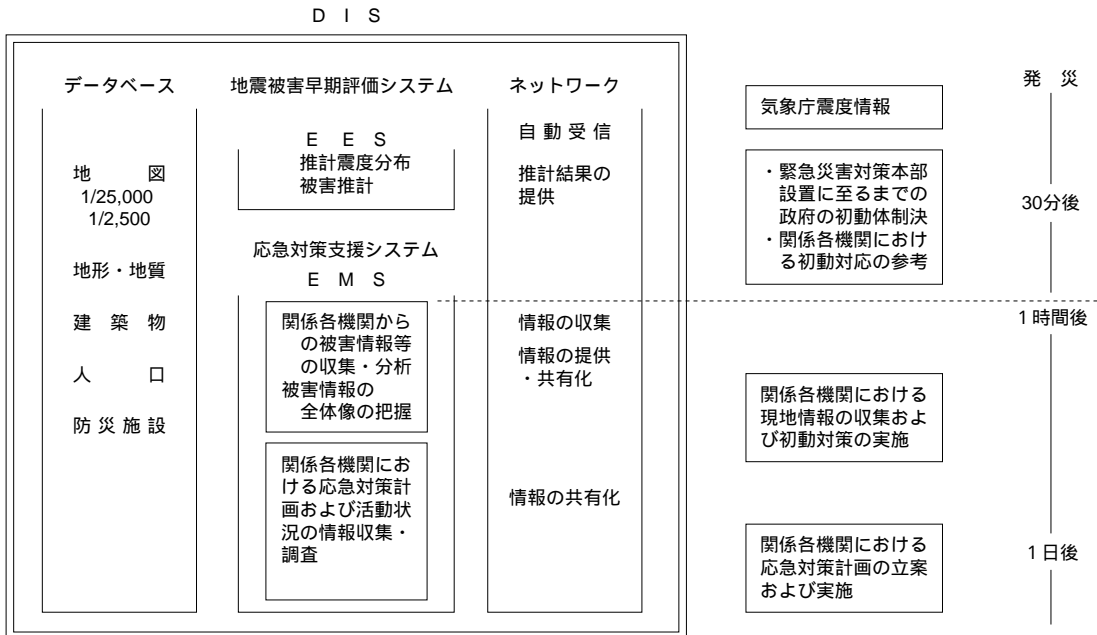 D I S
データベース
地 図
1/25,000
1/2,500
地形・地質
建 築 物
人 口
防 災 施 設
地震被害早期評価システム
E E S
推計震度分布
被害推計
応急対策支援システム
E M S
関係各機関から
の被害情報等
の収集・分析
被害情報の
全体像の把握
関係各機関にお
ける応急対策計
画および活動状
況の情報収集・
調査
ネットワーク
自 動 受 信
推計結果の
提供
情報の収集
情報の提供
・共有化
情報の共有化
気象庁震度情報
・緊急災害対策本部
設置に至るまでの
政府の初動体制決
・関係各機関におけ
る初動対応の参考
関係各機関における
現地情報の収集およ
び初動対策の実施
関係各機関における
応急対策計画の立案
および実施
発 災
30分後
1時間後
1日後